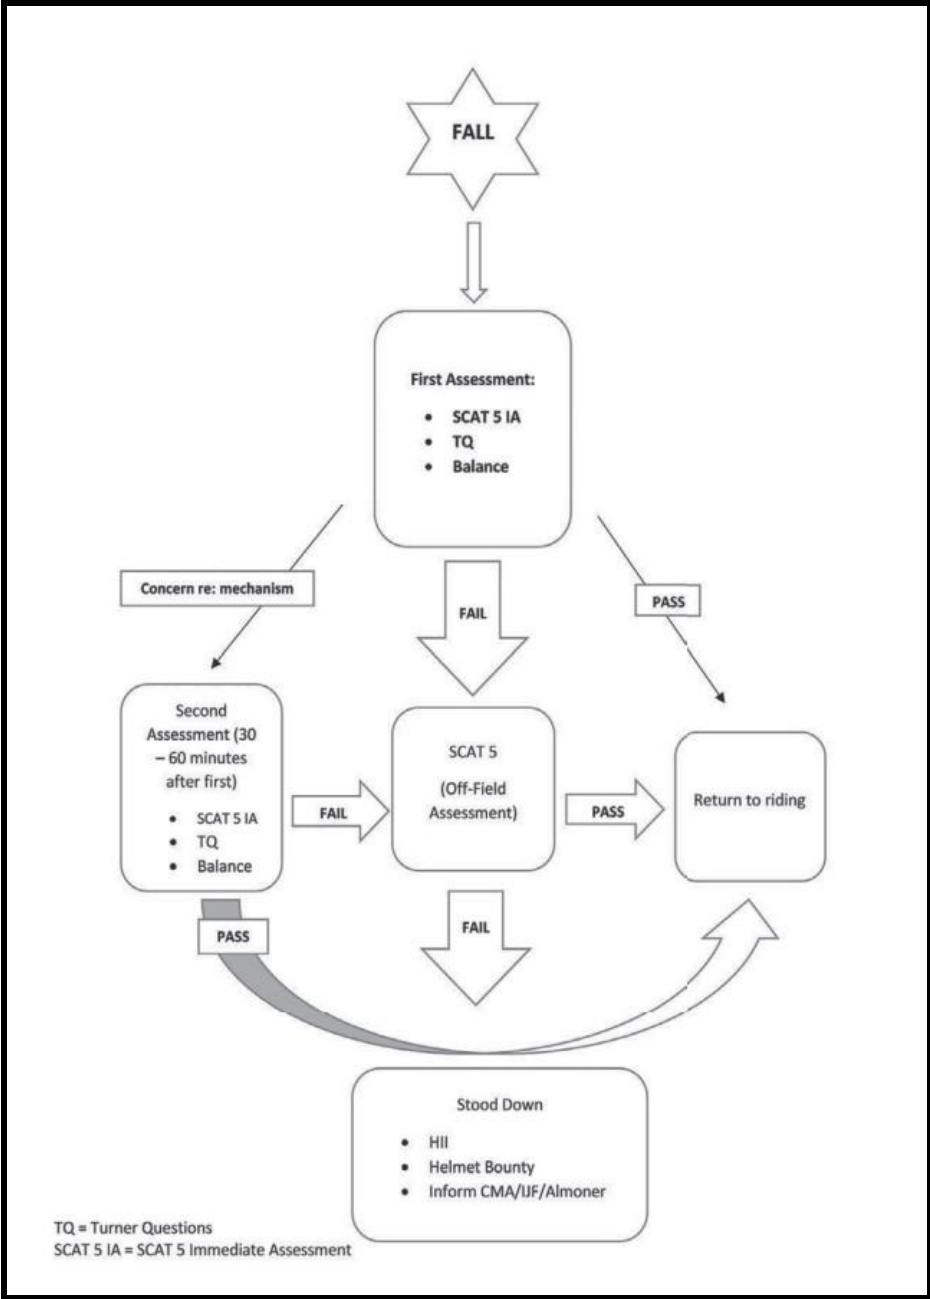 FALL
First Assessment:
• SCAT 5 IA
• TQ
• Balance
Concern re: mechanism
FAIL
PASS
Second
Assessment (30
– 60 minutes
after first)
• SCAT 5 IA
• TQ
• Balance
FAIL
SCAT 5
(Off-Field
Assessment)
PASS
Return to riding
PASS
FAIL
Stood Down
• HII
• Helmet Bounty
• Inform CMA/IJF/Almoner
TQ = Turner Questions
SCAT 5 IA = SCAT 5 Immediate Assessment